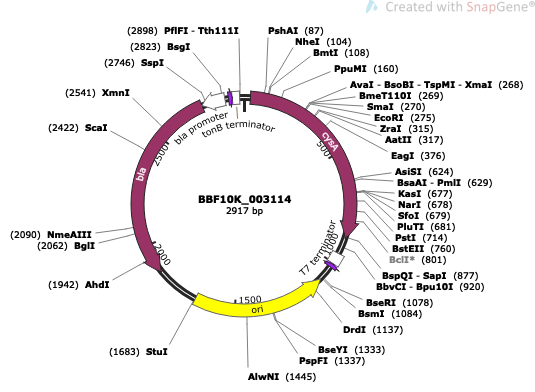 Created with SnapGene®
(2898) PflFI - Tth111I
(2823) BsgI
(2746) SspI
(2541) XmnI
(2422) ScaI
(2090) NmeAIII
(2062) BglI
(1942) AhdI
(1683) StuI
PshAI (87)
NheI (104)
BmtI (108)
PpuMI (160)
AvaI - BsoBI - TspMI - XmaI (268)
BmeT110I (269)
SmaI (270)
EcoRI (275)
ZraI (315)
AatII (317)
EagI (376)
AsiSI (624)
BsaAI - PmlI (629)
KasI (677)
NarI (678)
SfoI (679)
PluTI (681)
PstI (714)
BstEII (760)
BclI* (801)
BspQI - SapI (877)
BbvCI - Bpu10I (920)
BseRI (1078)
BsmI (1084)
DrdI (1137)
BseYI (1333)
PspFI (1337)
AlwNI (1445)
bla promoter
tonB terminator
cysA
bla
T7 terminator
ori
500
1000
1500
2000
2500
BBF10K_003114
2917 bp